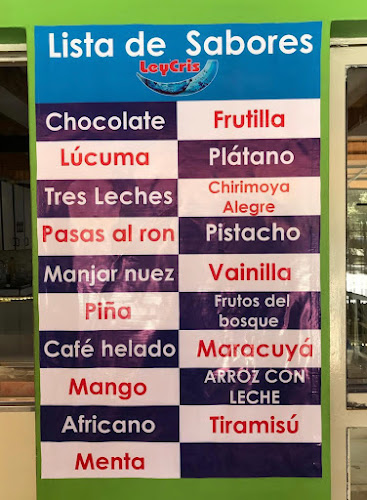 Lista de Sabores
LeyCris
Chocolate
Frutilla
Lúcuma
Plátano
Tres Leches
Chirimoya
Alegre
Pasas al ron
Pistacho
Manjar nuez
Vainilla
Piña
Frutos del
bosque
Café helado
Maracuyá
Mango
ARROZ CON
LECHE
Africano
Tiramisú
Menta